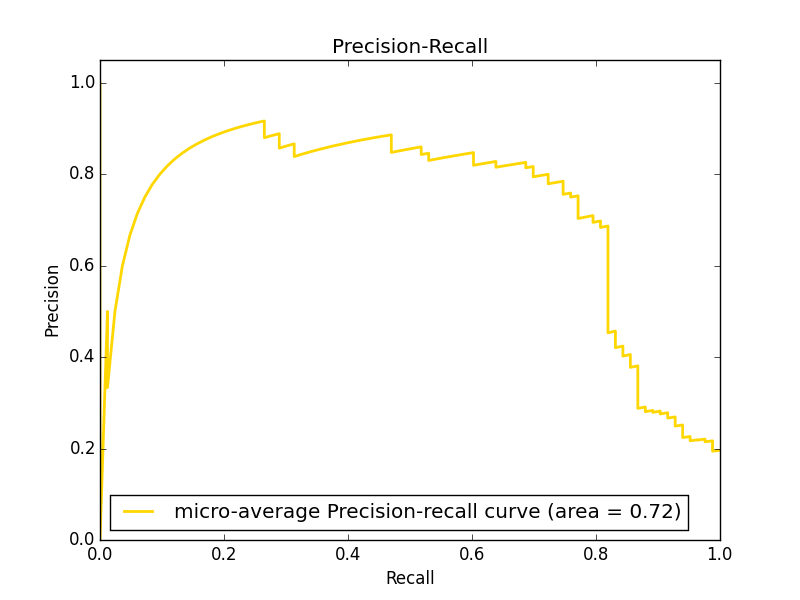 Precision-Recall
1.0
0.8
0.6
0.4
0.2
0.0
Precision
micro-average Precision-recall curve (area = 0.72)
0.0 0.2 0.4 0.6 0.8 1.0
Recall